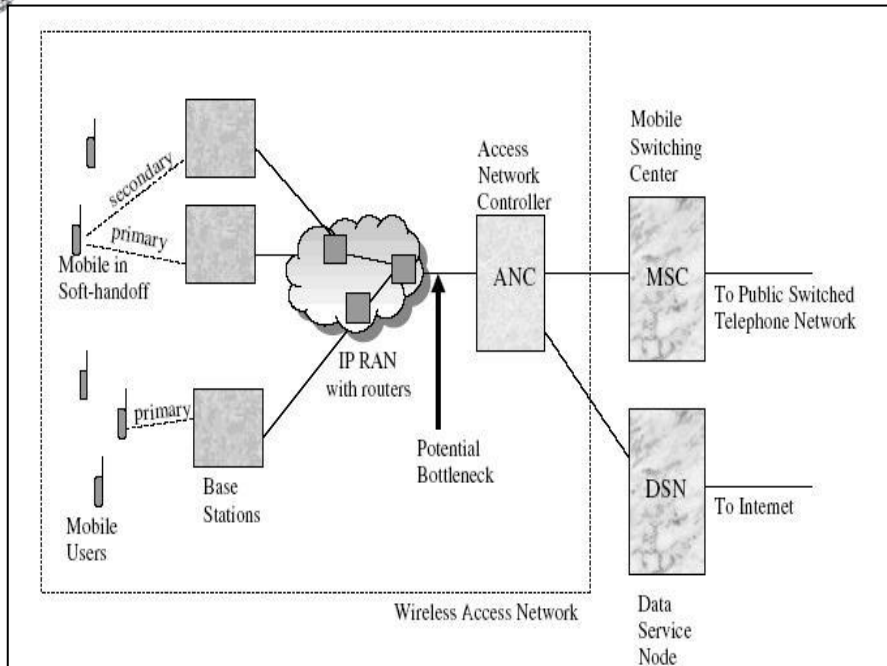 secondary
primary
Mobile in
Soft-handoff
primary
Mobile
Users
Base
Stations
IP RAN
with routers
Potential
Bottleneck
Access
Network
Controller
ANC
Wireless Access Network
Mobile
Switching
Center
MSC
To Public Switched
Telephone Network
DSN
To Internet
Data
Service
Node